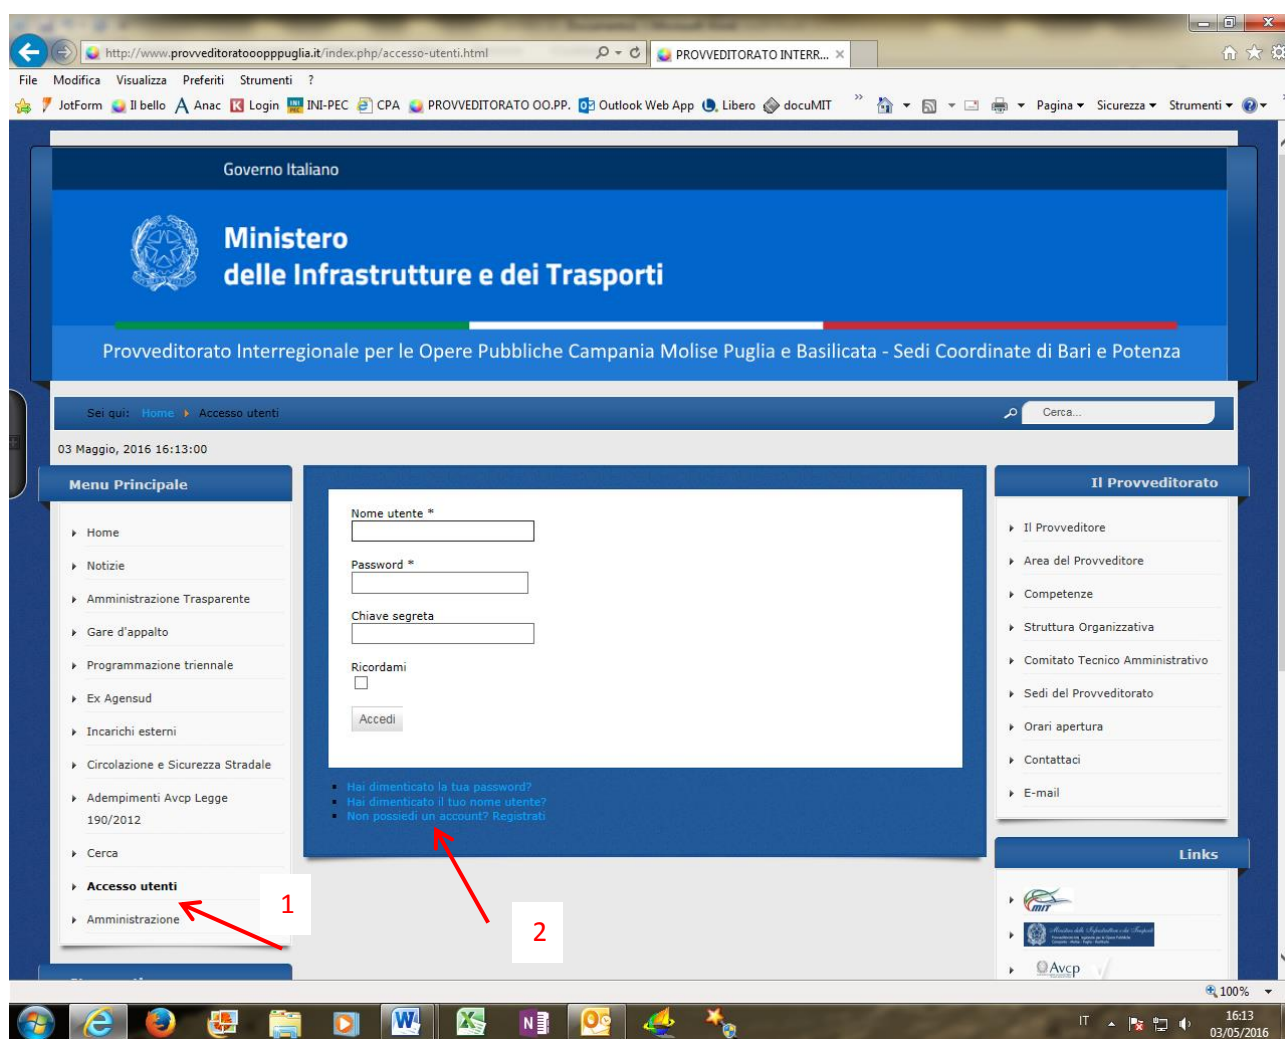 http://www.provveditoratooopppuglia.it/index.php/accesso-utenti.html
PROVVEDITORATO INTERR...
File Modifica Visualizza Preferiti Strumenti ?
JotForm Il bello Anac Login INI-PEC CPA PROVVEDITORATO OO.PP. Outlook Web App Libero docuMIT » Pagina Sicurezza Strumenti
Governo Italiano
Ministero
delle Infrastrutture e dei Trasporti
Provveditorato Interregionale per le Opere Pubbliche Campania Molise Puglia e Basilicata - Sedi Coordinate di Bari e Potenza
Sei qui: Home Accesso utenti
Cerca...
03 Maggio, 2016 16:13:00
Menu Principale
Home
Notizie
Amministrazione Trasparente
Gare d'appalto
Programmazione triennale
Ex Agensud
Incarichi esterni
Circolazione e Sicurezza Stradale
Adempimenti Avcp Legge
190/2012
Cerca
Accesso utenti
Amministrazione
1
Nome utente *
Password *
Chiave segreta
Ricordami
Accedi
Hai dimenticato la tua password?
Hai dimenticato il tuo nome utente?
Non possiedi un account? Registrati
2
Il Provveditorato
Il Provveditore
Area del Provveditore
Competenze
Struttura Organizzativa
Comitato Tecnico Amministrativo
Sedi del Provveditorato
Orari apertura
Contattaci
E-mail
Links
MIT
Avcp
100%
IT
16:13
03/05/2016